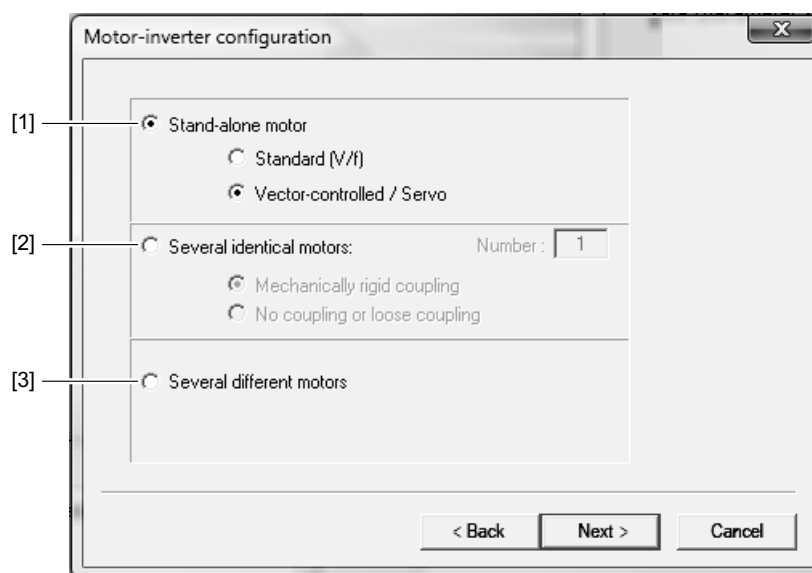 Motor-inverter configuration
[1]
Stand-alone motor
Standard (V/f)
Vector-controlled / Servo
[2]
Several identical motors:
Number : 1
Mechanically rigid coupling
No coupling or loose coupling
[3]
Several different motors
< Back
Next >
Cancel